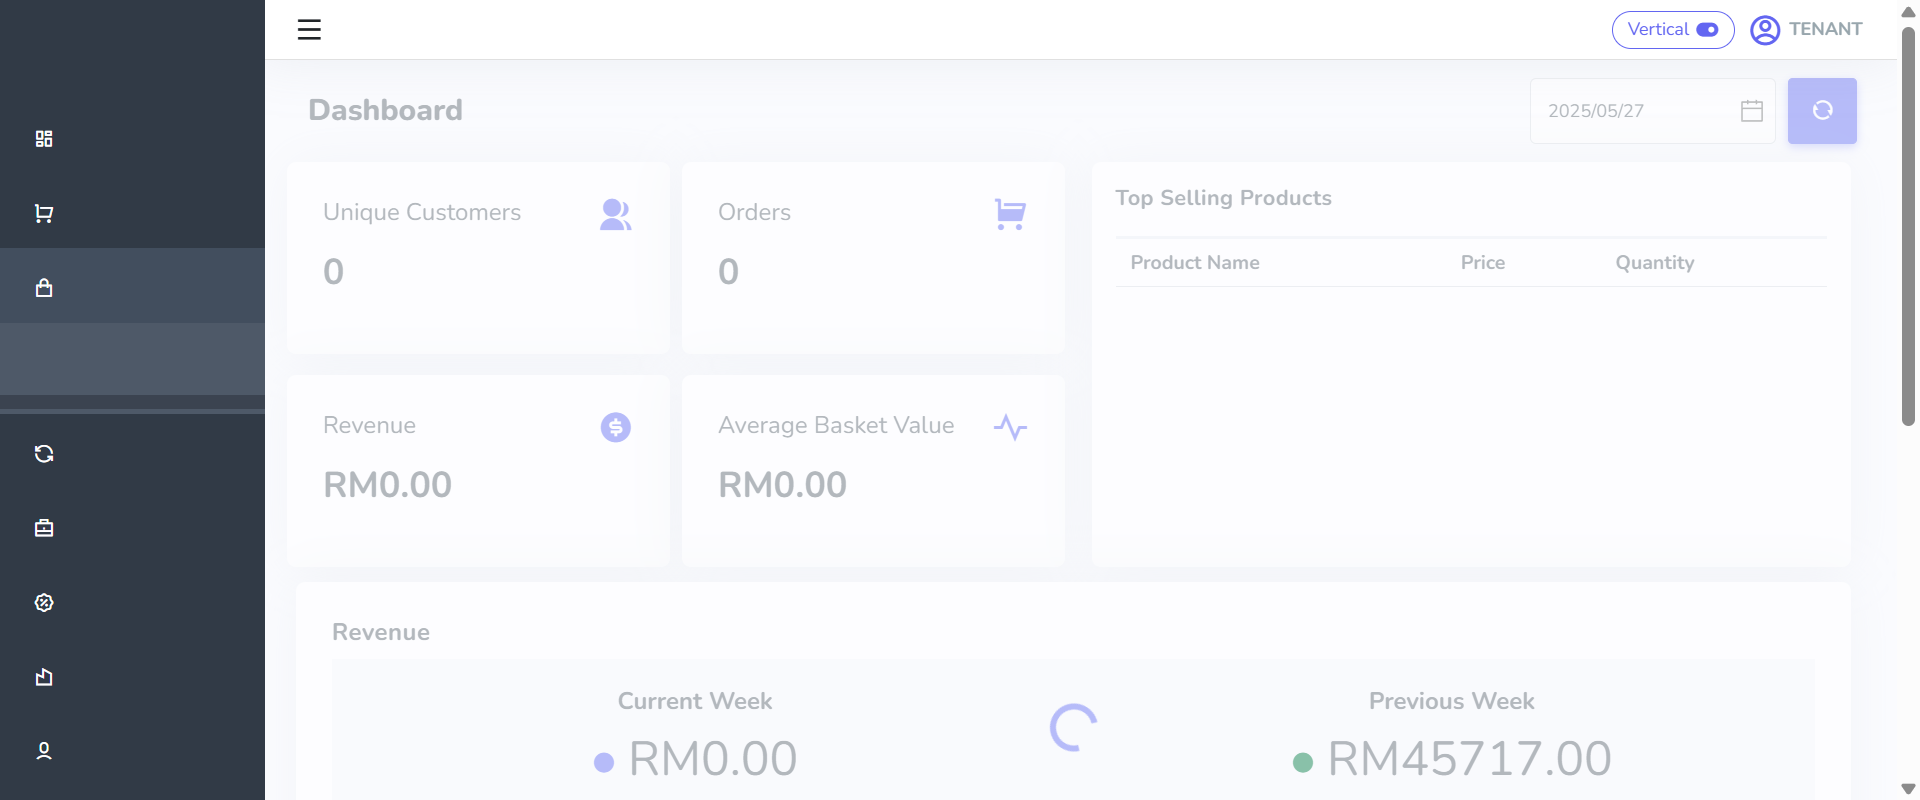 Vertical
TENANT
Dashboard
2025/05/27
Unique Customers
0
Orders
0
Top Selling Products
Product Name Price Quantity
Revenue
RM0.00
Average Basket Value
RM0.00
Revenue
Current Week
RM0.00
Previous Week
RM45717.00